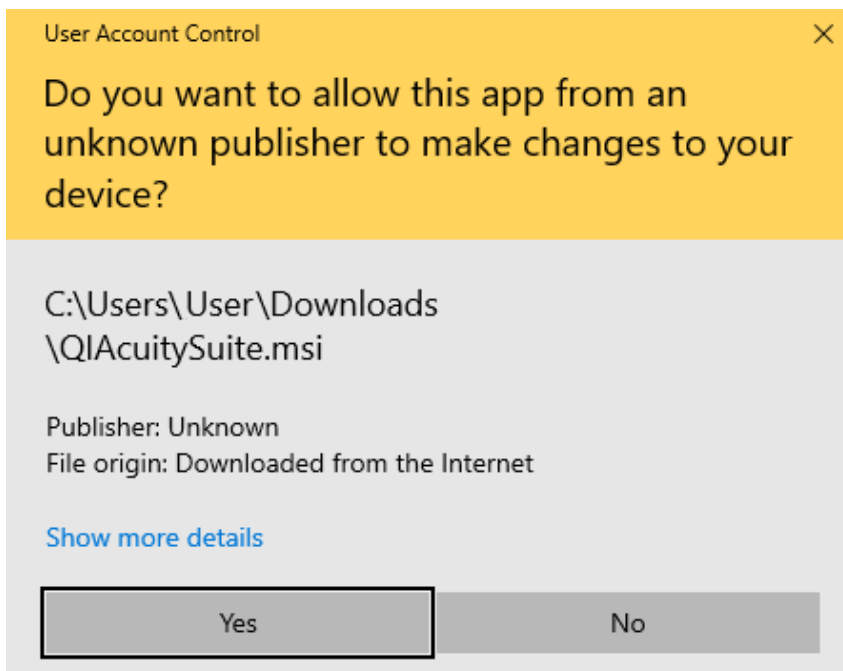 User Account Control
Do you want to allow this app from an
unknown publisher to make changes to your
device?
C:\Users\User\Downloads
\QIAcuitySuite.msi
Publisher: Unknown
File origin: Downloaded from the Internet
Show more details
Yes
No